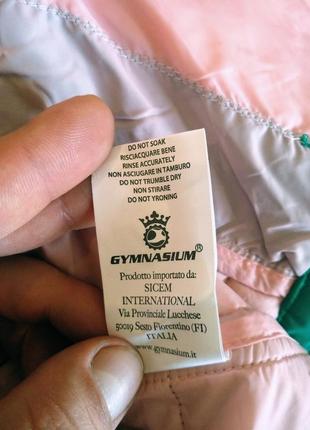 DO NOT SOAK
RISCIACQUARE BENE
RINSE ACCURATELY
NON ASCIUGARE IN TAMBURO
DO NOT TRUMBLE DRY
NON STIRARE
DO NOT YRONING
GYMNASIUM®
Prodotto importato da:
SICEM
INTERNATIONAL
Via Provinciale Lucchese
50019 Sesto Fiorentino (FI)
ITALIA
www.gymnasium.it